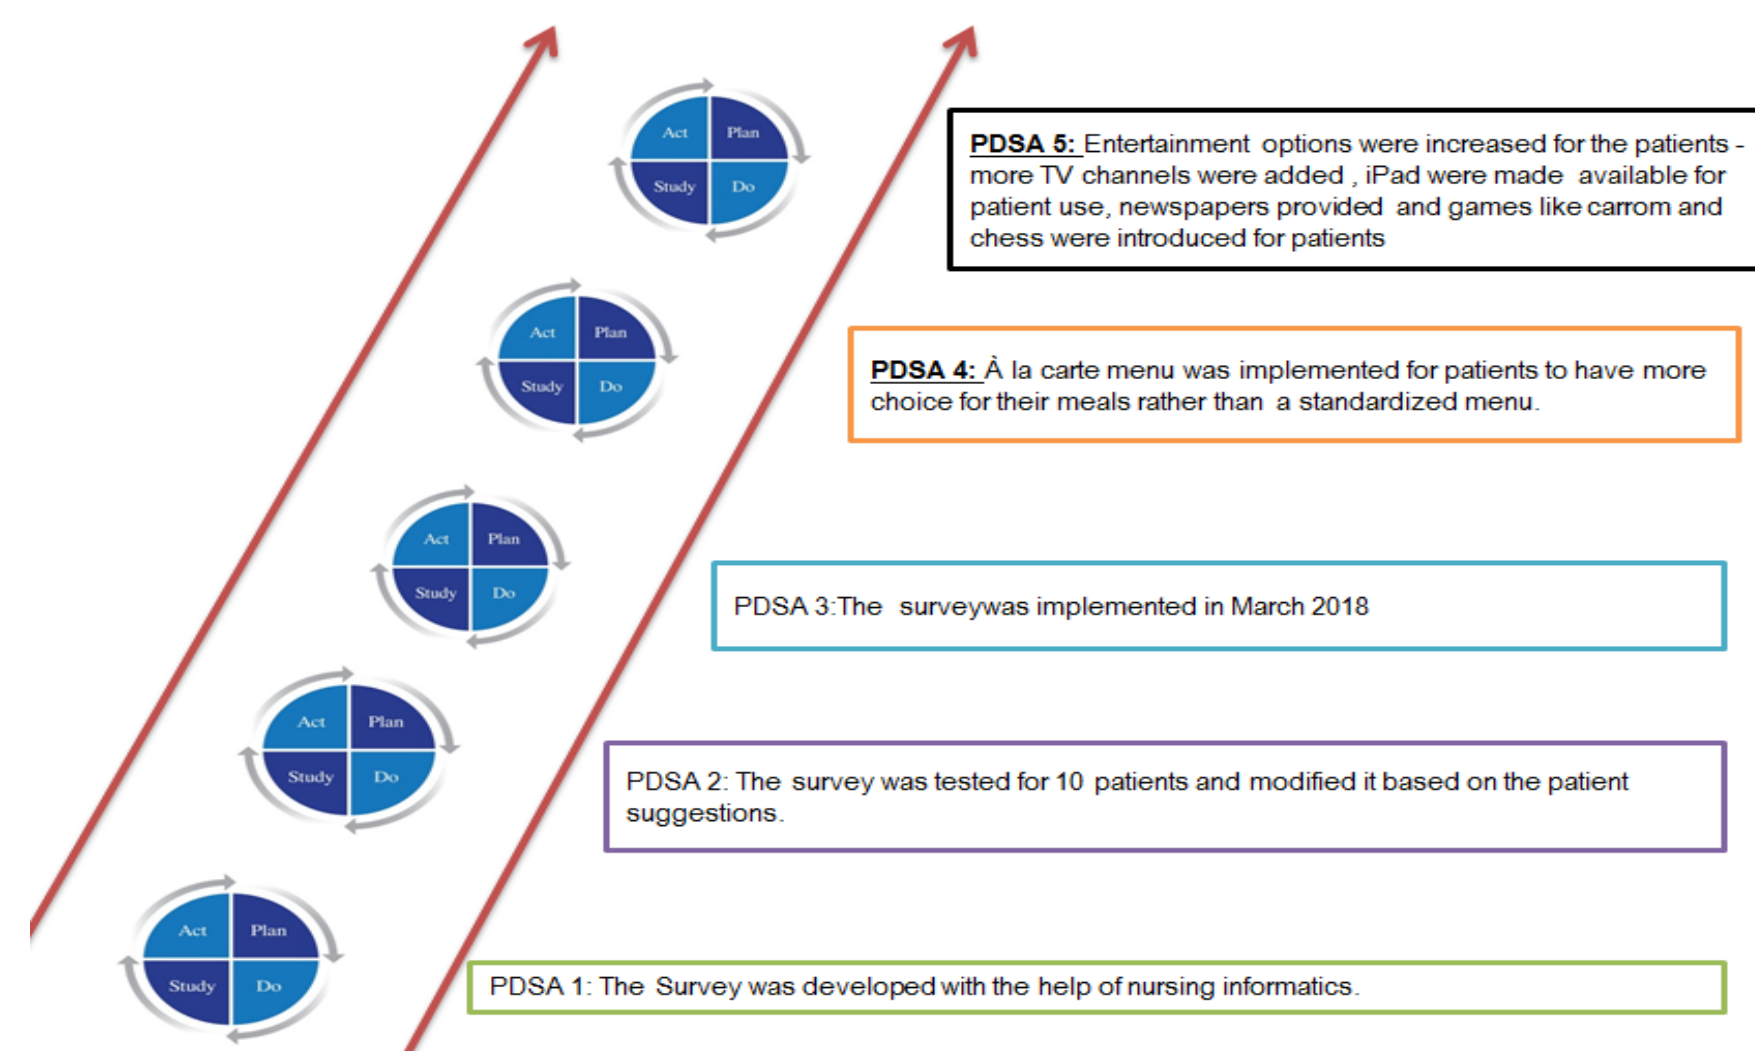 Act Plan
Study Do
PDSA 5: Entertainment options were increased for the patients -
more TV channels were added , iPad were made available for
patient use, newspapers provided and games like carrom and
chess were introduced for patients
Act Plan
Study Do
PDSA 4: À la carte menu was implemented for patients to have more
choice for their meals rather than a standardized menu.
Act Plan
Study Do
PDSA 3:The surveywas implemented in March 2018
Act Plan
Study Do
PDSA 2: The survey was tested for 10 patients and modified it based on the patient
suggestions.
Act Plan
Study Do
PDSA 1: The Survey was developed with the help of nursing informatics.